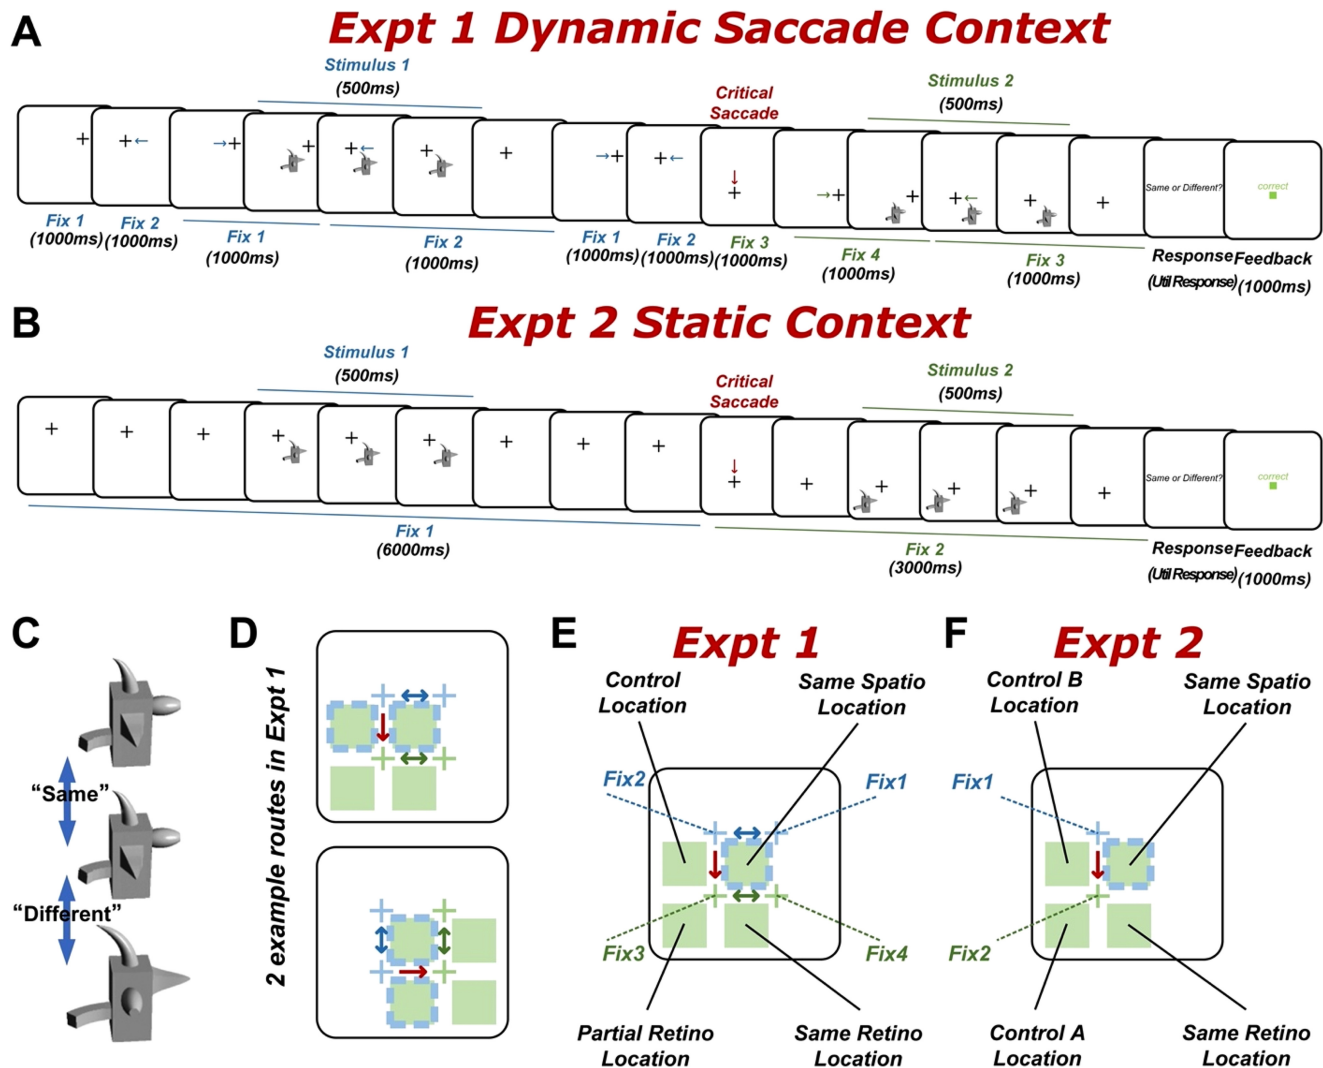 A
Expt 1 Dynamic Saccade Context
Stimulus 1
(500ms)
Critical
Saccade
Stimulus 2
(500ms)
Same or Different?
correct
Fix 1
(1000ms)
Fix 2
(1000ms)
Fix 1
(1000ms)
Fix 2
(1000ms)
Fix 1
(1000ms)
Fix 2
(1000ms)
Fix 3
(1000ms)
Fix 4
(1000ms)
Fix 3
(1000ms)
Response
(Util Response)
Feedback
(1000ms)
B
Expt 2 Static Context
Stimulus 1
(500ms)
Critical
Saccade
Stimulus 2
(500ms)
Same or Different?
correct
Fix 1
(6000ms)
Fix 2
(3000ms)
Response
(Util Response)
Feedback
(1000ms)
C
“Same”
“Different”
D
2 example routes in Expt 1
E
Expt 1
Control
Location
Same Spatio
Location
Fix2
Fix1
Fix3
Fix4
Partial Retino
Location
Same Retino
Location
F
Expt 2
Control B
Location
Same Spatio
Location
Fix1
Fix2
Control A
Location
Same Retino
Location